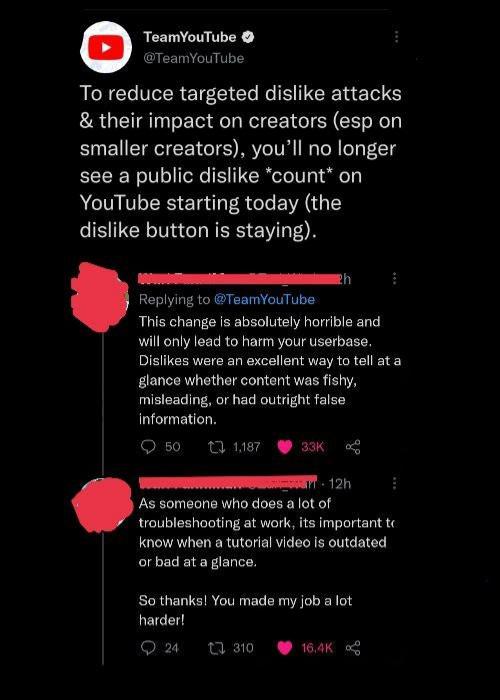 TeamYouTube
@TeamYouTube
To reduce targeted dislike attacks
& their impact on creators (esp on
smaller creators), you'll no longer
see a public dislike *count* on
YouTube starting today (the
dislike button is staying).
Replying to @TeamYouTube
This change is absolutely horrible and
will only lead to harm your userbase.
Dislikes were an excellent way to tell at a
glance whether content was fishy,
misleading, or had outright false
information.
50 1,187 33K
· 12h
As someone who does a lot of
troubleshooting at work, its important to
know when a tutorial video is outdated
or bad at a glance.
So thanks! You made my job a lot
harder!
24 310 16.4K